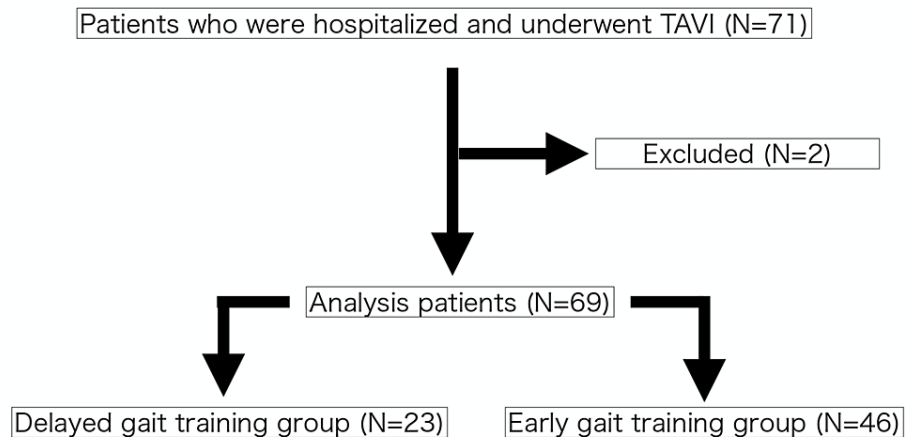 Patients who were hospitalized and underwent TAVI (N=71)
Excluded (N=2)
Analysis patients (N=69)
Delayed gait training group (N=23)
Early gait training group (N=46)